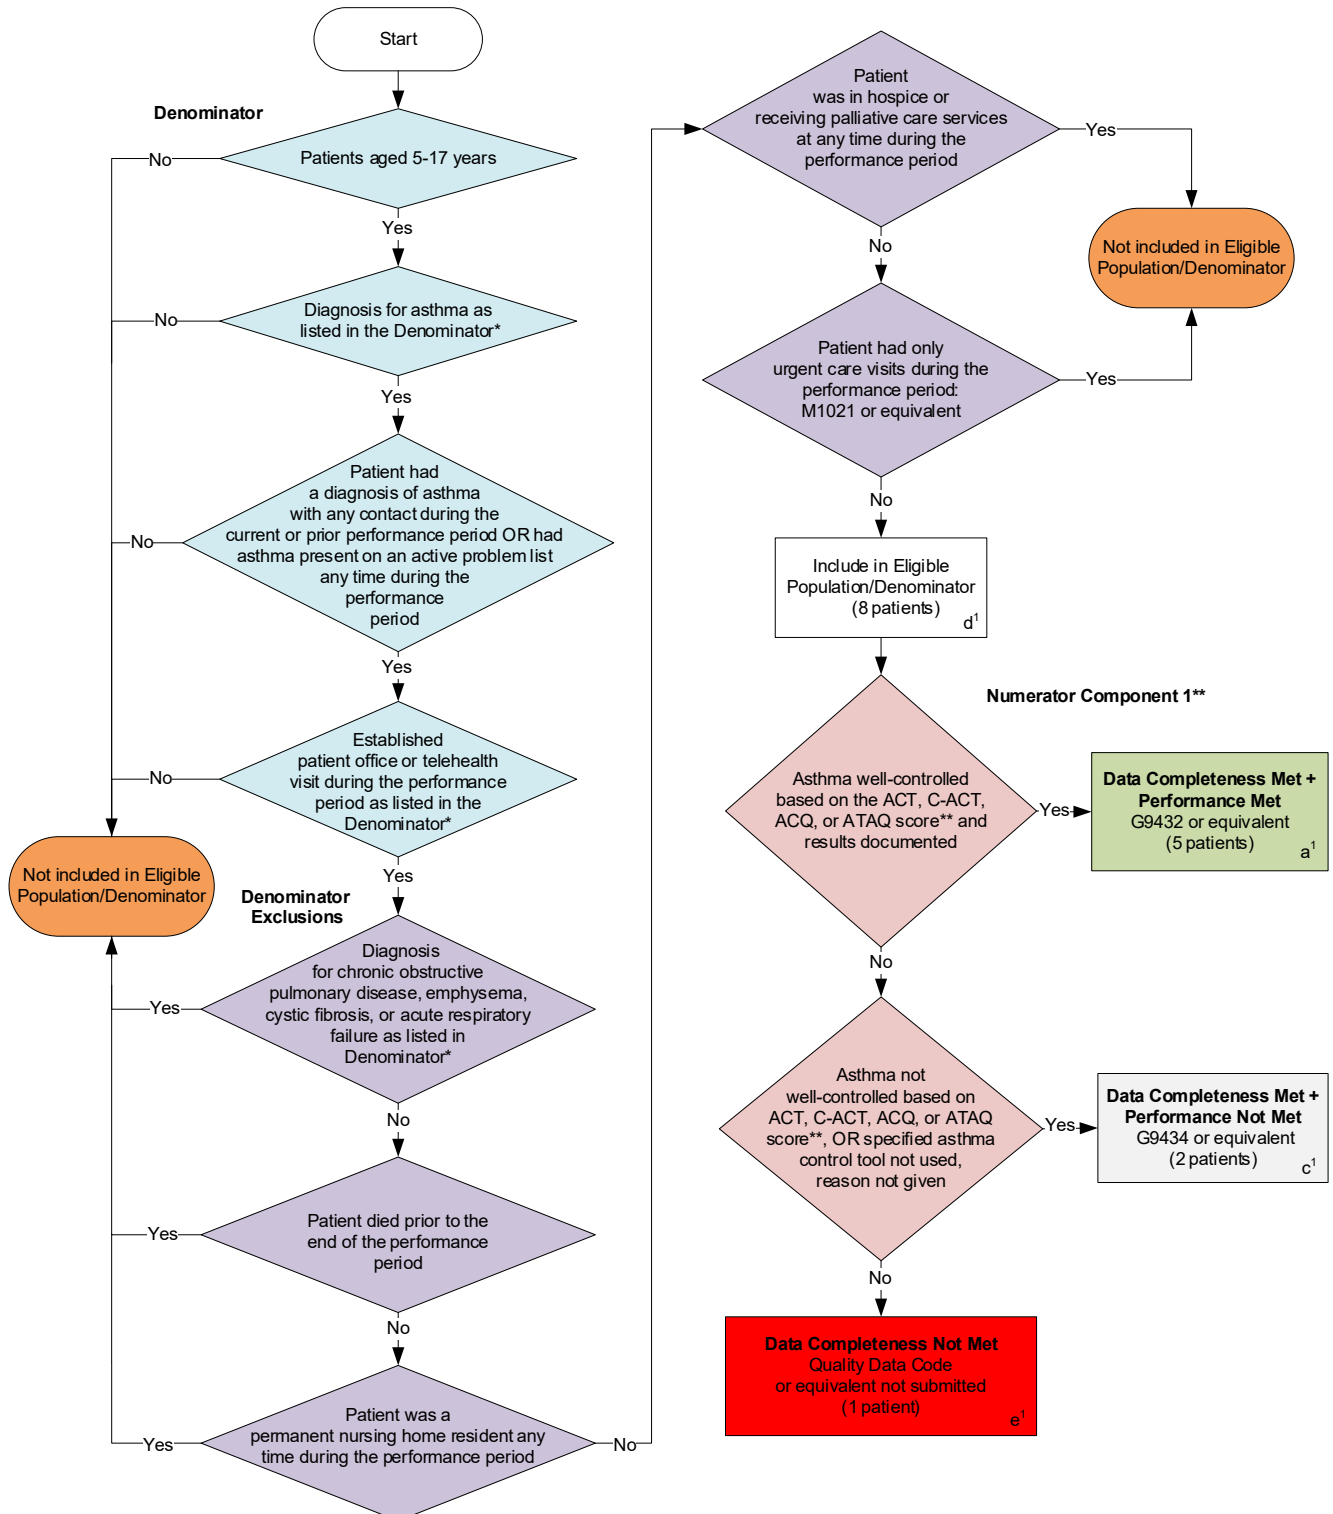 Start
Denominator
No
Patients aged 5-17 years
Yes
No
Diagnosis for asthma as
listed in the Denominator*
Yes
Patient had
a diagnosis of asthma
with any contact during the
current or prior performance period OR had
asthma present on an active problem list
any time during the
performance
period
No
Yes
Established
patient office or telehealth
visit during the performance
period as listed in the
Denominator*
No
Yes
Not included in Eligible
Population/Denominator
Denominator
Exclusions
Diagnosis
for chronic obstructive
pulmonary disease, emphysema,
cystic fibrosis, or acute respiratory
failure as listed in
Denominator*
Yes
No
Patient died prior to the
end of the performance
period
Yes
No
Patient was a
permanent nursing home resident any
time during the performance period
Yes
No
Patient
was in hospice or
receiving palliative care services
at any time during the
performance period
Yes
No
Not included in Eligible
Population/Denominator
Patient had only
urgent care visits during the
performance period:
M1021 or equivalent
Yes
No
Include in Eligible
Population/Denominator
(8 patients)
d¹
Numerator Component 1**
Asthma well-controlled
based on the ACT, C-ACT,
ACQ, or ATAQ score** and
results documented
Yes
Data Completeness Met +
Performance Met
G9432 or equivalent
(5 patients)
a¹
No
Asthma not
well-controlled based on
ACT, C-ACT, ACQ, or ATAQ
score**, OR specified asthma
control tool not used,
reason not given
Yes
Data Completeness Met +
Performance Not Met
G9434 or equivalent
(2 patients)
c¹
No
Data Completeness Not Met
Quality Data Code
or equivalent not submitted
(1 patient)
e¹